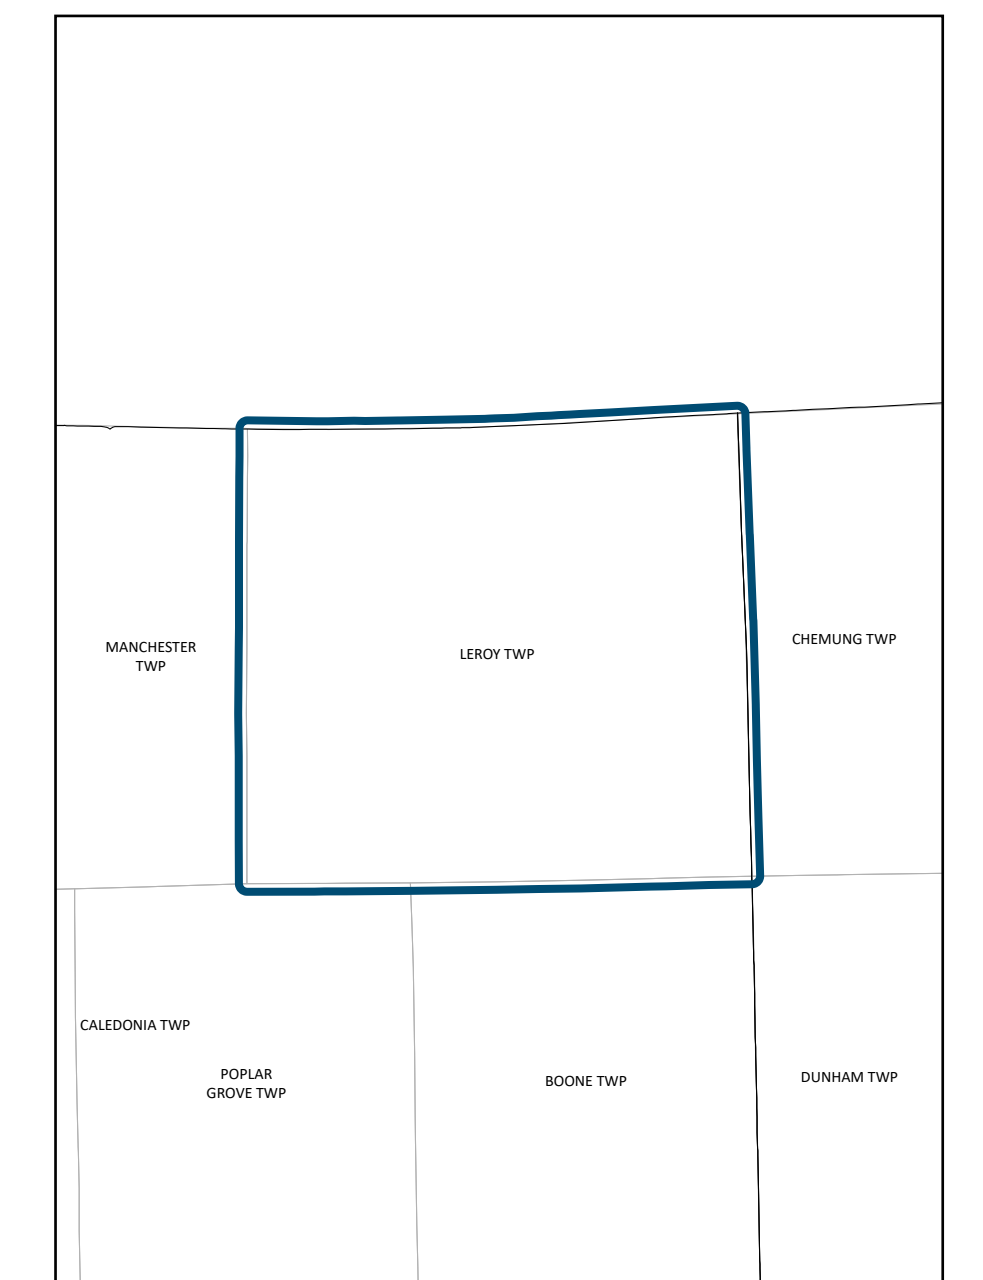 MANCHESTER
TWP
LEROY TWP
CHEMUNG TWP
CALEDONIA TWP
POPLAR
GROVE TWP
BOONE TWP
DUNHAM TWP